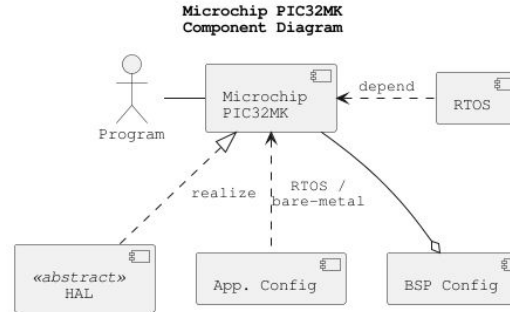 Microchip PIC32MK
Component Diagram
depend
Microchip
PIC32MK
RTOS
Program
realize
RTOS /
bare-metal
«abstract»
HAL
App. Config
BSP Config